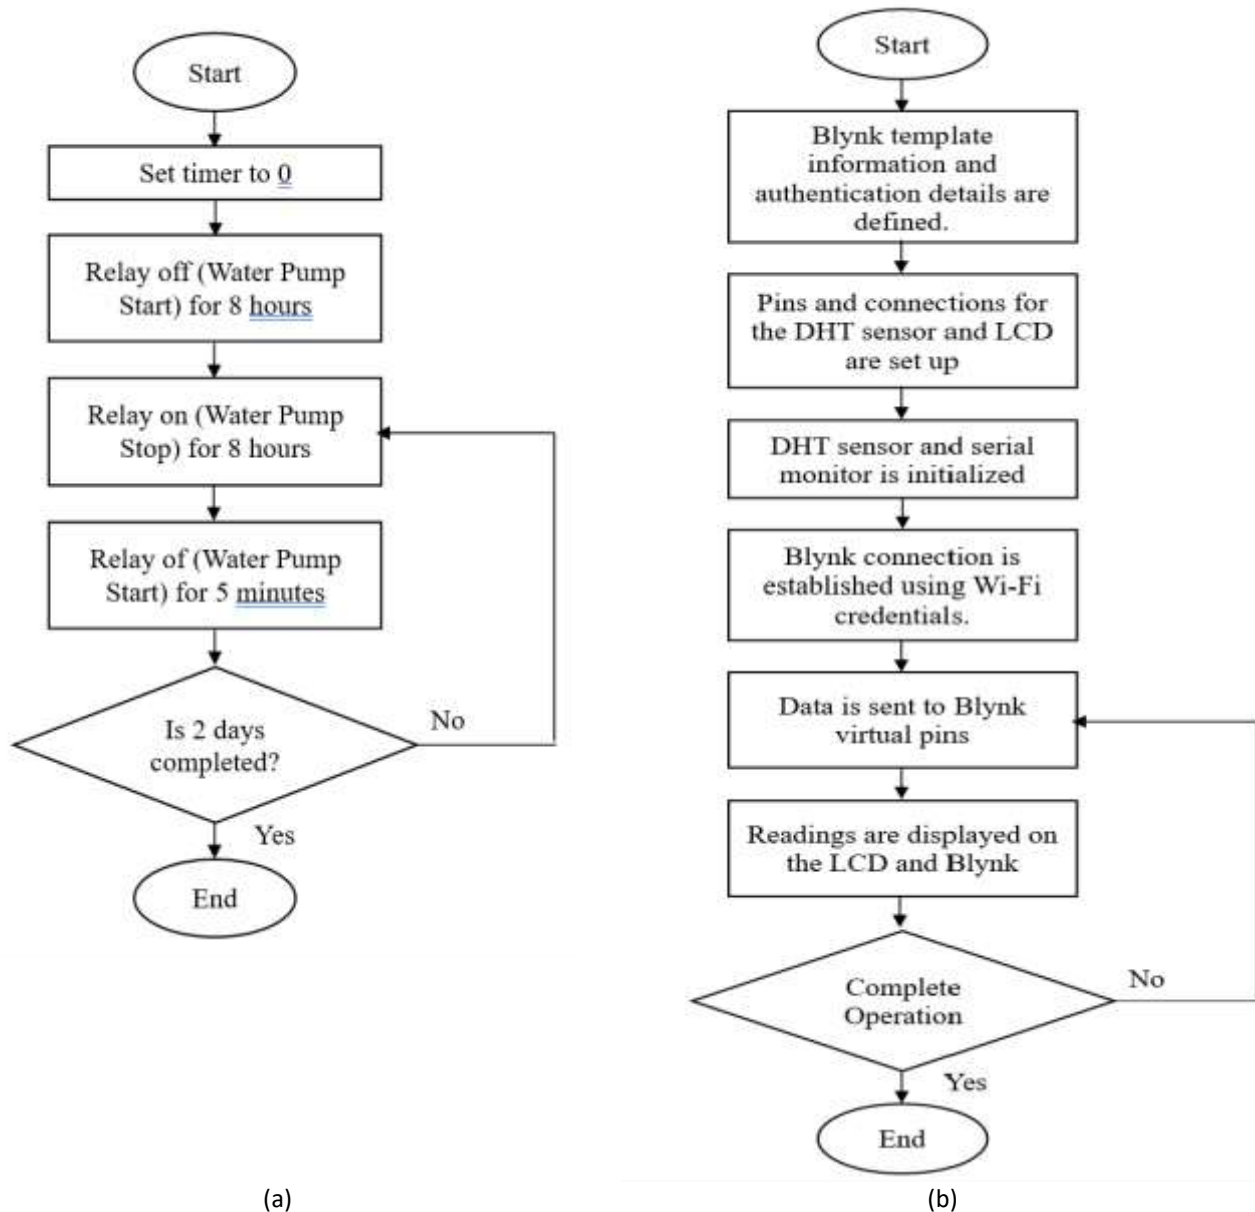 Start
Set timer to 0
Relay off (Water Pump
Start) for 8 hours
Relay on (Water Pump
Stop) for 8 hours
Relay of (Water Pump
Start) for 5 minutes
Is 2 days
completed?
No
Yes
End
(a)
Start
Blynk template
information and
authentication details are
defined.
Pins and connections for
the DHT sensor and LCD
are set up
DHT sensor and serial
monitor is initialized
Blynk connection is
established using Wi-Fi
credentials.
Data is sent to Blynk
virtual pins
Readings are displayed on
the LCD and Blynk
Complete
Operation
No
Yes
End
(b)